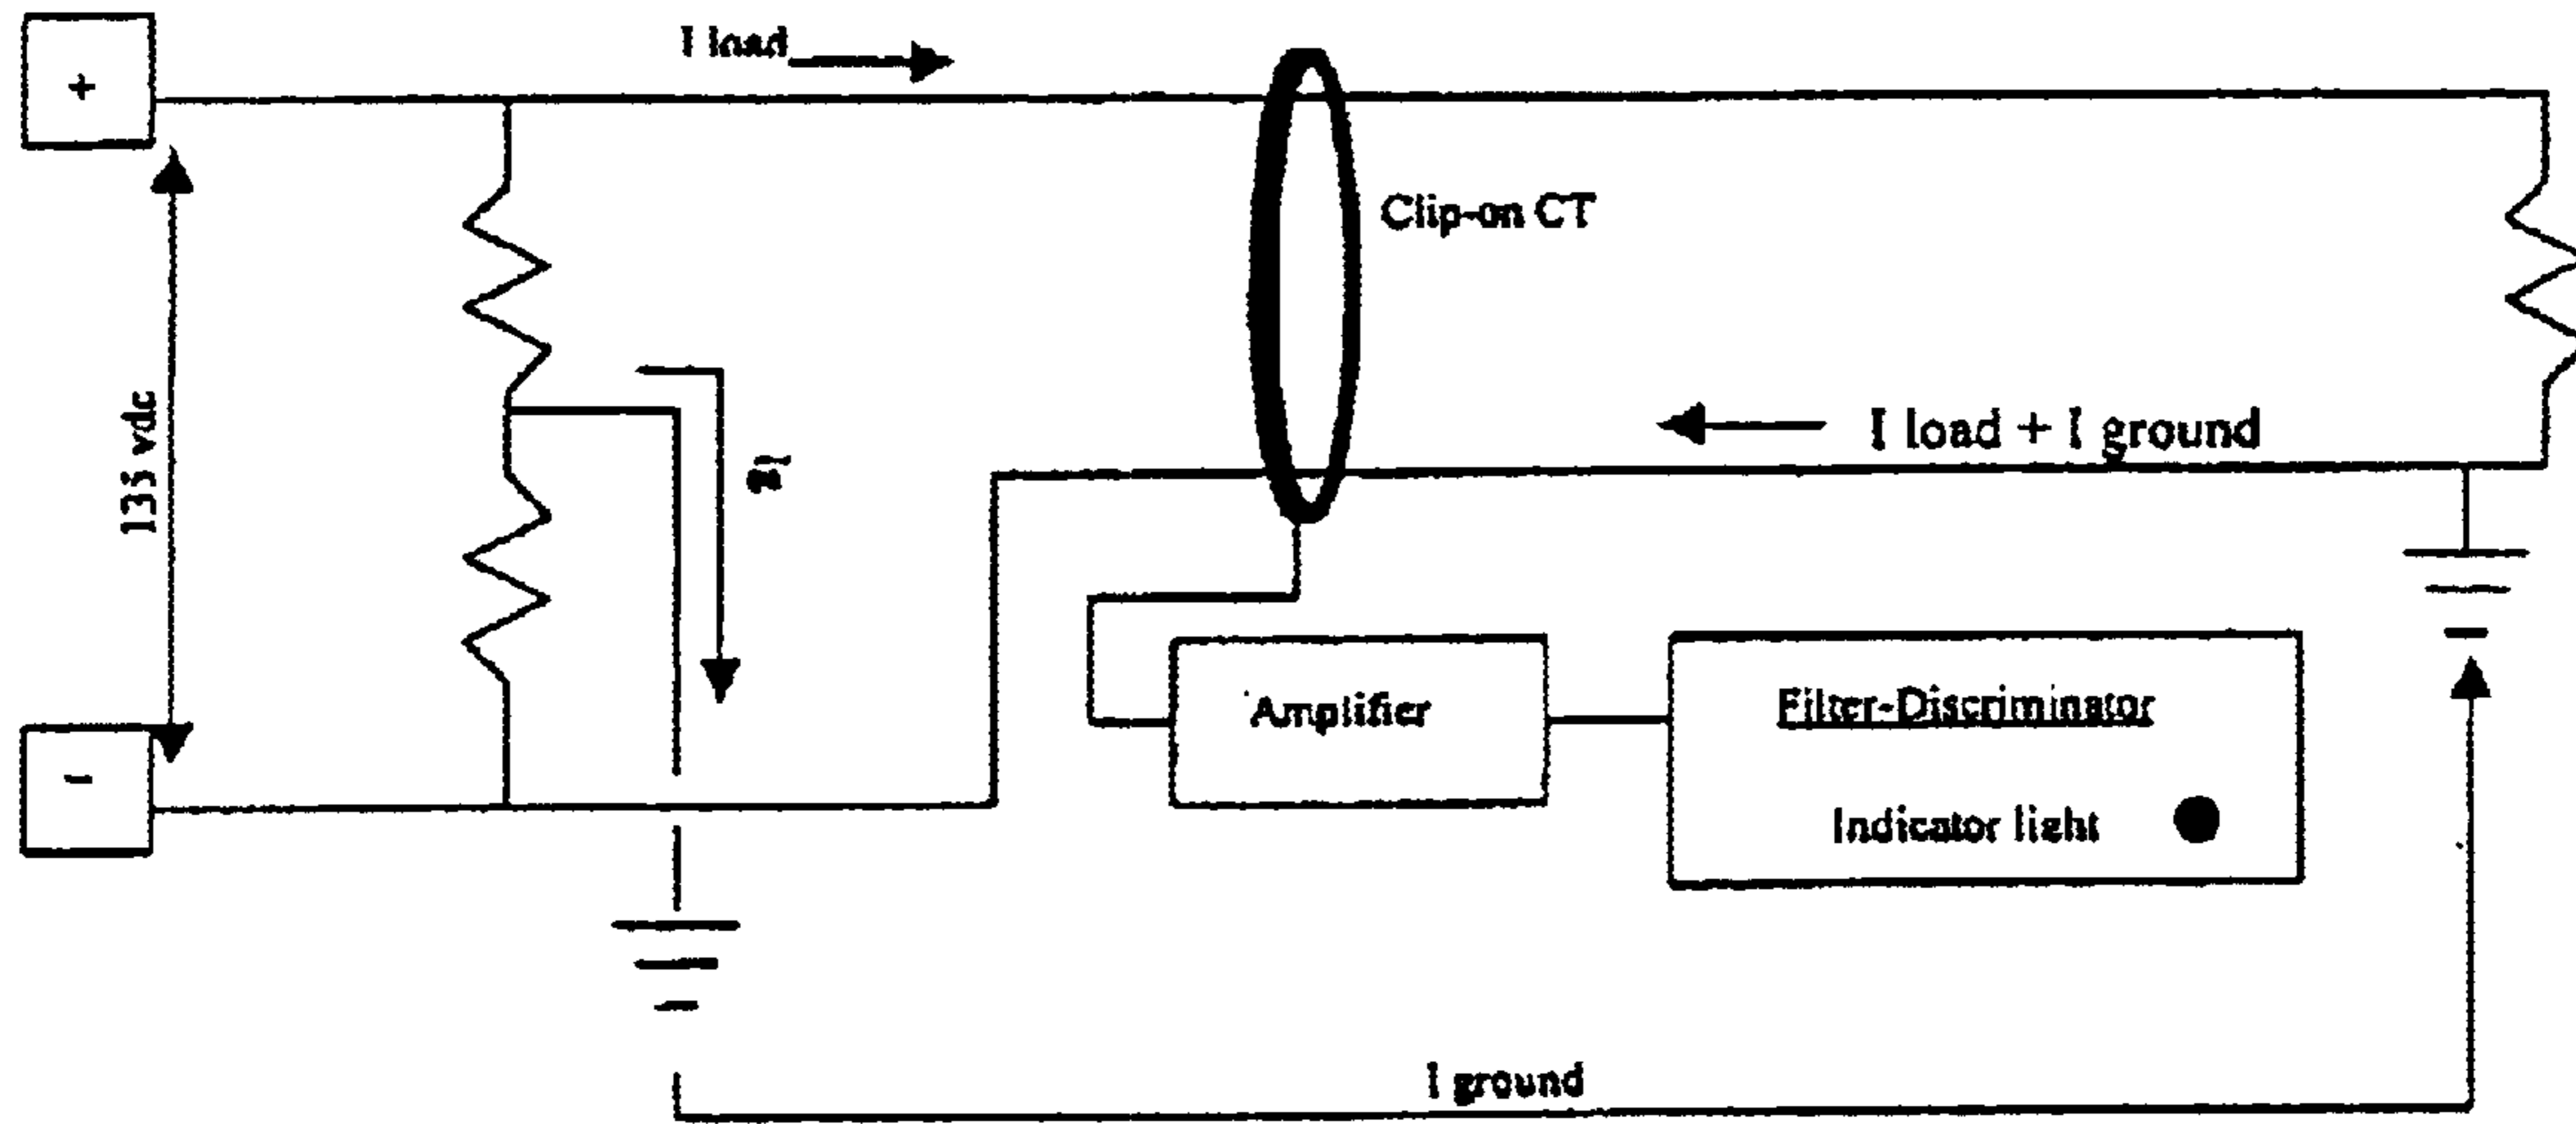 +
I load
Clip-on CT
135 vdc
I load + I ground
Amplifier
Filter-Discriminator
Indicator light
-
I ground